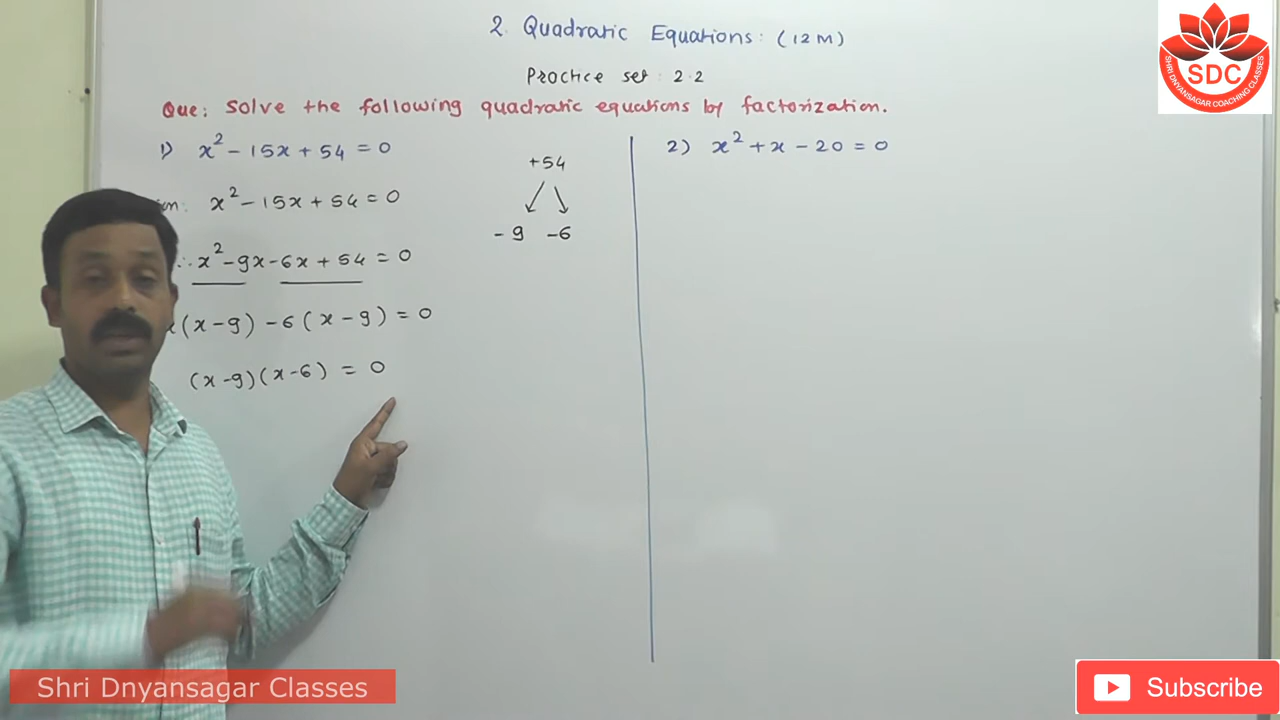 2. Quadratic Equations: (12M)
Practice set: 2.2
Que: Solve the following quadratic equations by factorization.
1) x² - 15x + 54 = 0
x² - 15x + 54 = 0
∴ x² - 9x - 6x + 54 = 0
x(x - 9) - 6(x - 9) = 0
(x - 9)(x - 6) = 0
+54
- 9 - 6
2) x² + x - 20 = 0
SDC
SHRI DNYANSAGAR COACHING CLASSES
Shri Dnyansagar Classes
Subscribe